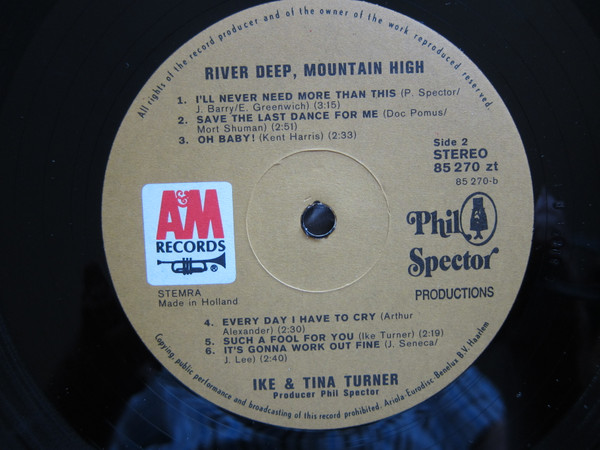 All rights of the record producer and of the owner of the work reproduced reserved.
RIVER DEEP, MOUNTAIN HIGH
1. I'LL NEVER NEED MORE THAN THIS (P. Spector/
J. Barry/E. Greenwich) (3:15)
2. SAVE THE LAST DANCE FOR ME (Doc Pomus/
Mort Shuman) (2:51)
3. OH BABY! (Kent Harris) (2:33)
Side 2
STEREO
85 270 zt
85 270-b
A&M
RECORDS
®
STEMRA
Made in Holland
Phil
Spector
PRODUCTIONS
4. EVERY DAY I HAVE TO CRY (Arthur
Alexander) (2:30)
5. SUCH A FOOL FOR YOU (Ike Turner) (2:19)
6. IT'S GONNA WORK OUT FINE (J. Seneca/
J. Lee) (2:40)
IKE & TINA TURNER
Producer Phil Spector
Copying, public performance and broadcasting of this record prohibited. Ariola-Eurodisc Benelux B.V. Haarlem